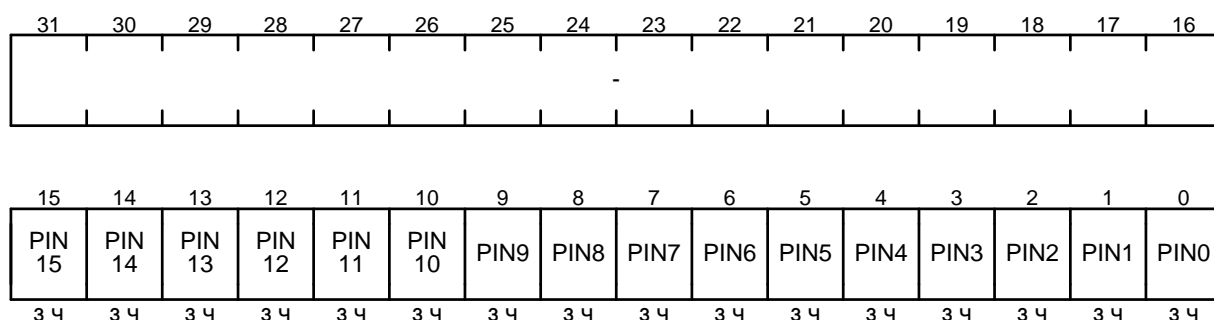 31 30 29 28 27 26 25 24 23 22 21 20 19 18 17 16
-
15 14 13 12 11 10 9 8 7 6 5 4 3 2 1 0
PIN 15 PIN 14 PIN 13 PIN 12 PIN 11 PIN 10 PIN9 PIN8 PIN7 PIN6 PIN5 PIN4 PIN3 PIN2 PIN1 PIN0
з ч з ч з ч з ч з ч з ч з ч з ч з ч з ч з ч з ч з ч з ч з ч з ч